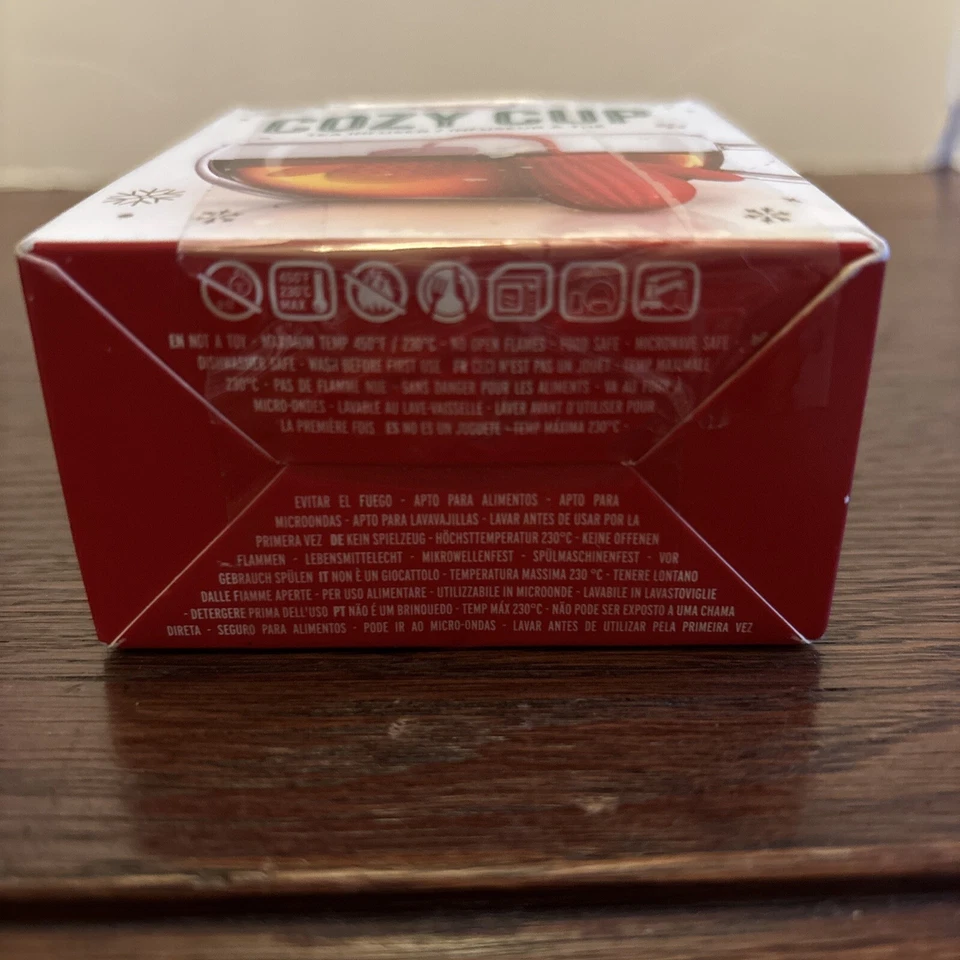 COZY CUP
450°F
230°C
MAX
EN NOT A TOY - MAXIMUM TEMP 450°F / 230°C - NO OPEN FLAMES - FOOD SAFE - MICROWAVE SAFE -
DISHWASHER SAFE - WASH BEFORE FIRST USE FR CECI N'EST PAS UN JOUET - TEMP MAXIMALE
230°C - PAS DE FLAMME NUE - SANS DANGER POUR LES ALIMENTS - VA AU FOUR À
MICRO-ONDES - LAVABLE AU LAVE-VAISSELLE - LAVER AVANT D'UTILISER POUR
LA PREMIÈRE FOIS ES NO ES UN JUGUETE - TEMP MÁXIMA 230°C -
EVITAR EL FUEGO - APTO PARA ALIMENTOS - APTO PARA
MICROONDAS - APTO PARA LAVAVAJILLAS - LAVAR ANTES DE USAR POR LA
PRIMERA VEZ DE KEIN SPIELZEUG - HÖCHSTTEMPERATUR 230°C - KEINE OFFENEN
FLAMMEN - LEBENSMITTELECHT - MIKROWELLENFEST - SPÜLMASCHINENFEST - VOR
GEBRAUCH SPÜLEN IT NON È UN GIOCATTOLO - TEMPERATURA MASSIMA 230 °C - TENERE LONTANO
DALLE FIAMME APERTE - PER USO ALIMENTARE - UTILIZZABILE IN MICROONDE - LAVABILE IN LAVASTOVIGLIE
- DETERGERE PRIMA DELL'USO PT NÃO É UM BRINQUEDO - TEMP MÁX 230°C - NÃO PODE SER EXPOSTO A UMA CHAMA
DIRETA - SEGURO PARA ALIMENTOS - PODE IR AO MICRO-ONDAS - LAVAR ANTES DE UTILIZAR PELA PRIMEIRA VEZ